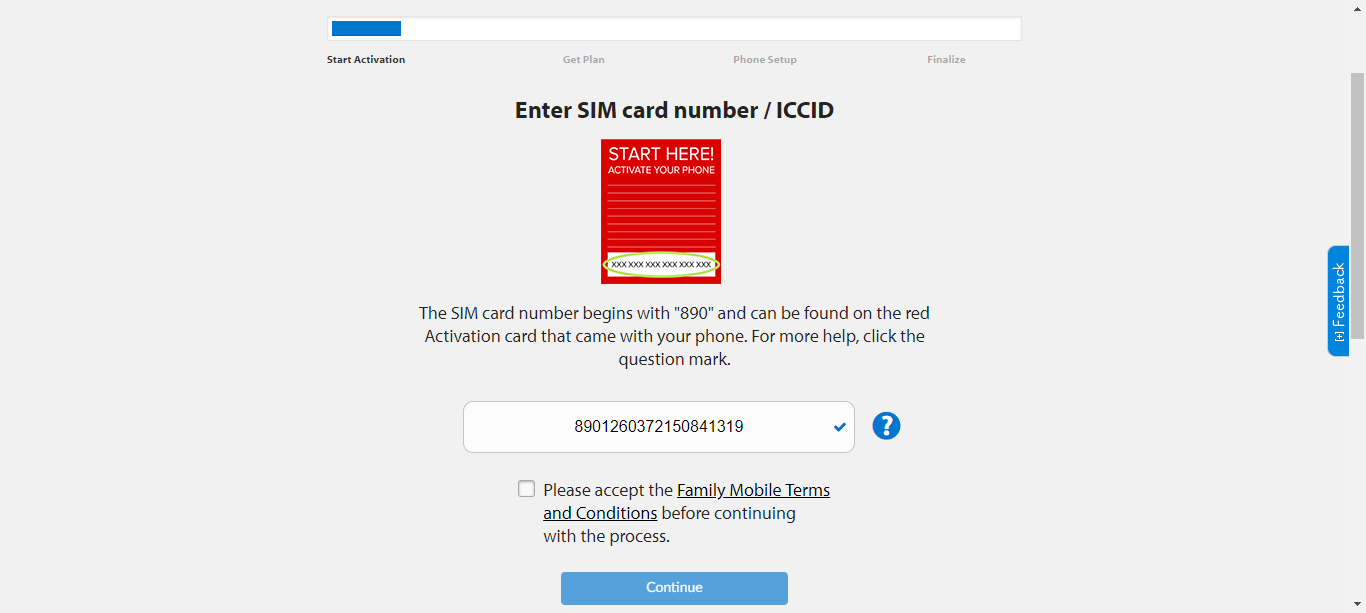 Start Activation
Get Plan
Phone Setup
Finalize
Enter SIM card number / ICCID
START HERE!
ACTIVATE YOUR PHONE
XXX XXX XXX XXX XXX XXX
The SIM card number begins with "890" and can be found on the red
Activation card that came with your phone. For more help, click the
question mark.
8901260372150841319
?
Please accept the Family Mobile Terms
and Conditions before continuing
with the process.
Continue
[+] Feedback